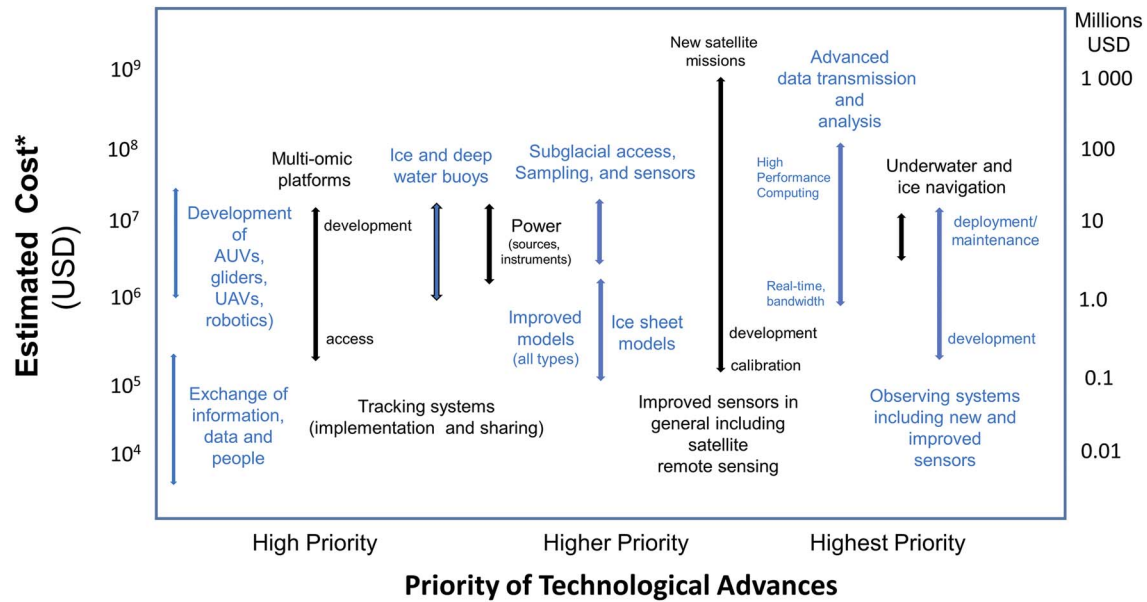 Estimated Cost*
(USD)
10⁹
10⁸
10⁷
10⁶
10⁵
10⁴
Millions
USD
1 000
100
10
1.0
0.1
0.01
Development
of
AUVs,
gliders,
UAVs,
robotics)
Exchange of
information,
data and
people
Multi-omic
platforms
development
access
Tracking systems
(implementation and sharing)
Ice and deep
water buoys
Power
(sources,
instruments)
Subglacial access,
Sampling, and sensors
Improved
models
(all types)
Ice sheet
models
New satellite
missions
development
calibration
Improved sensors in
general including
satellite
remote sensing
Advanced
data transmission
and
analysis
High
Performance
Computing
Real-time,
bandwidth
Underwater and
ice navigation
deployment/
maintenance
development
Observing systems
including new and
improved
sensors
High Priority
Higher Priority
Highest Priority
Priority of Technological Advances